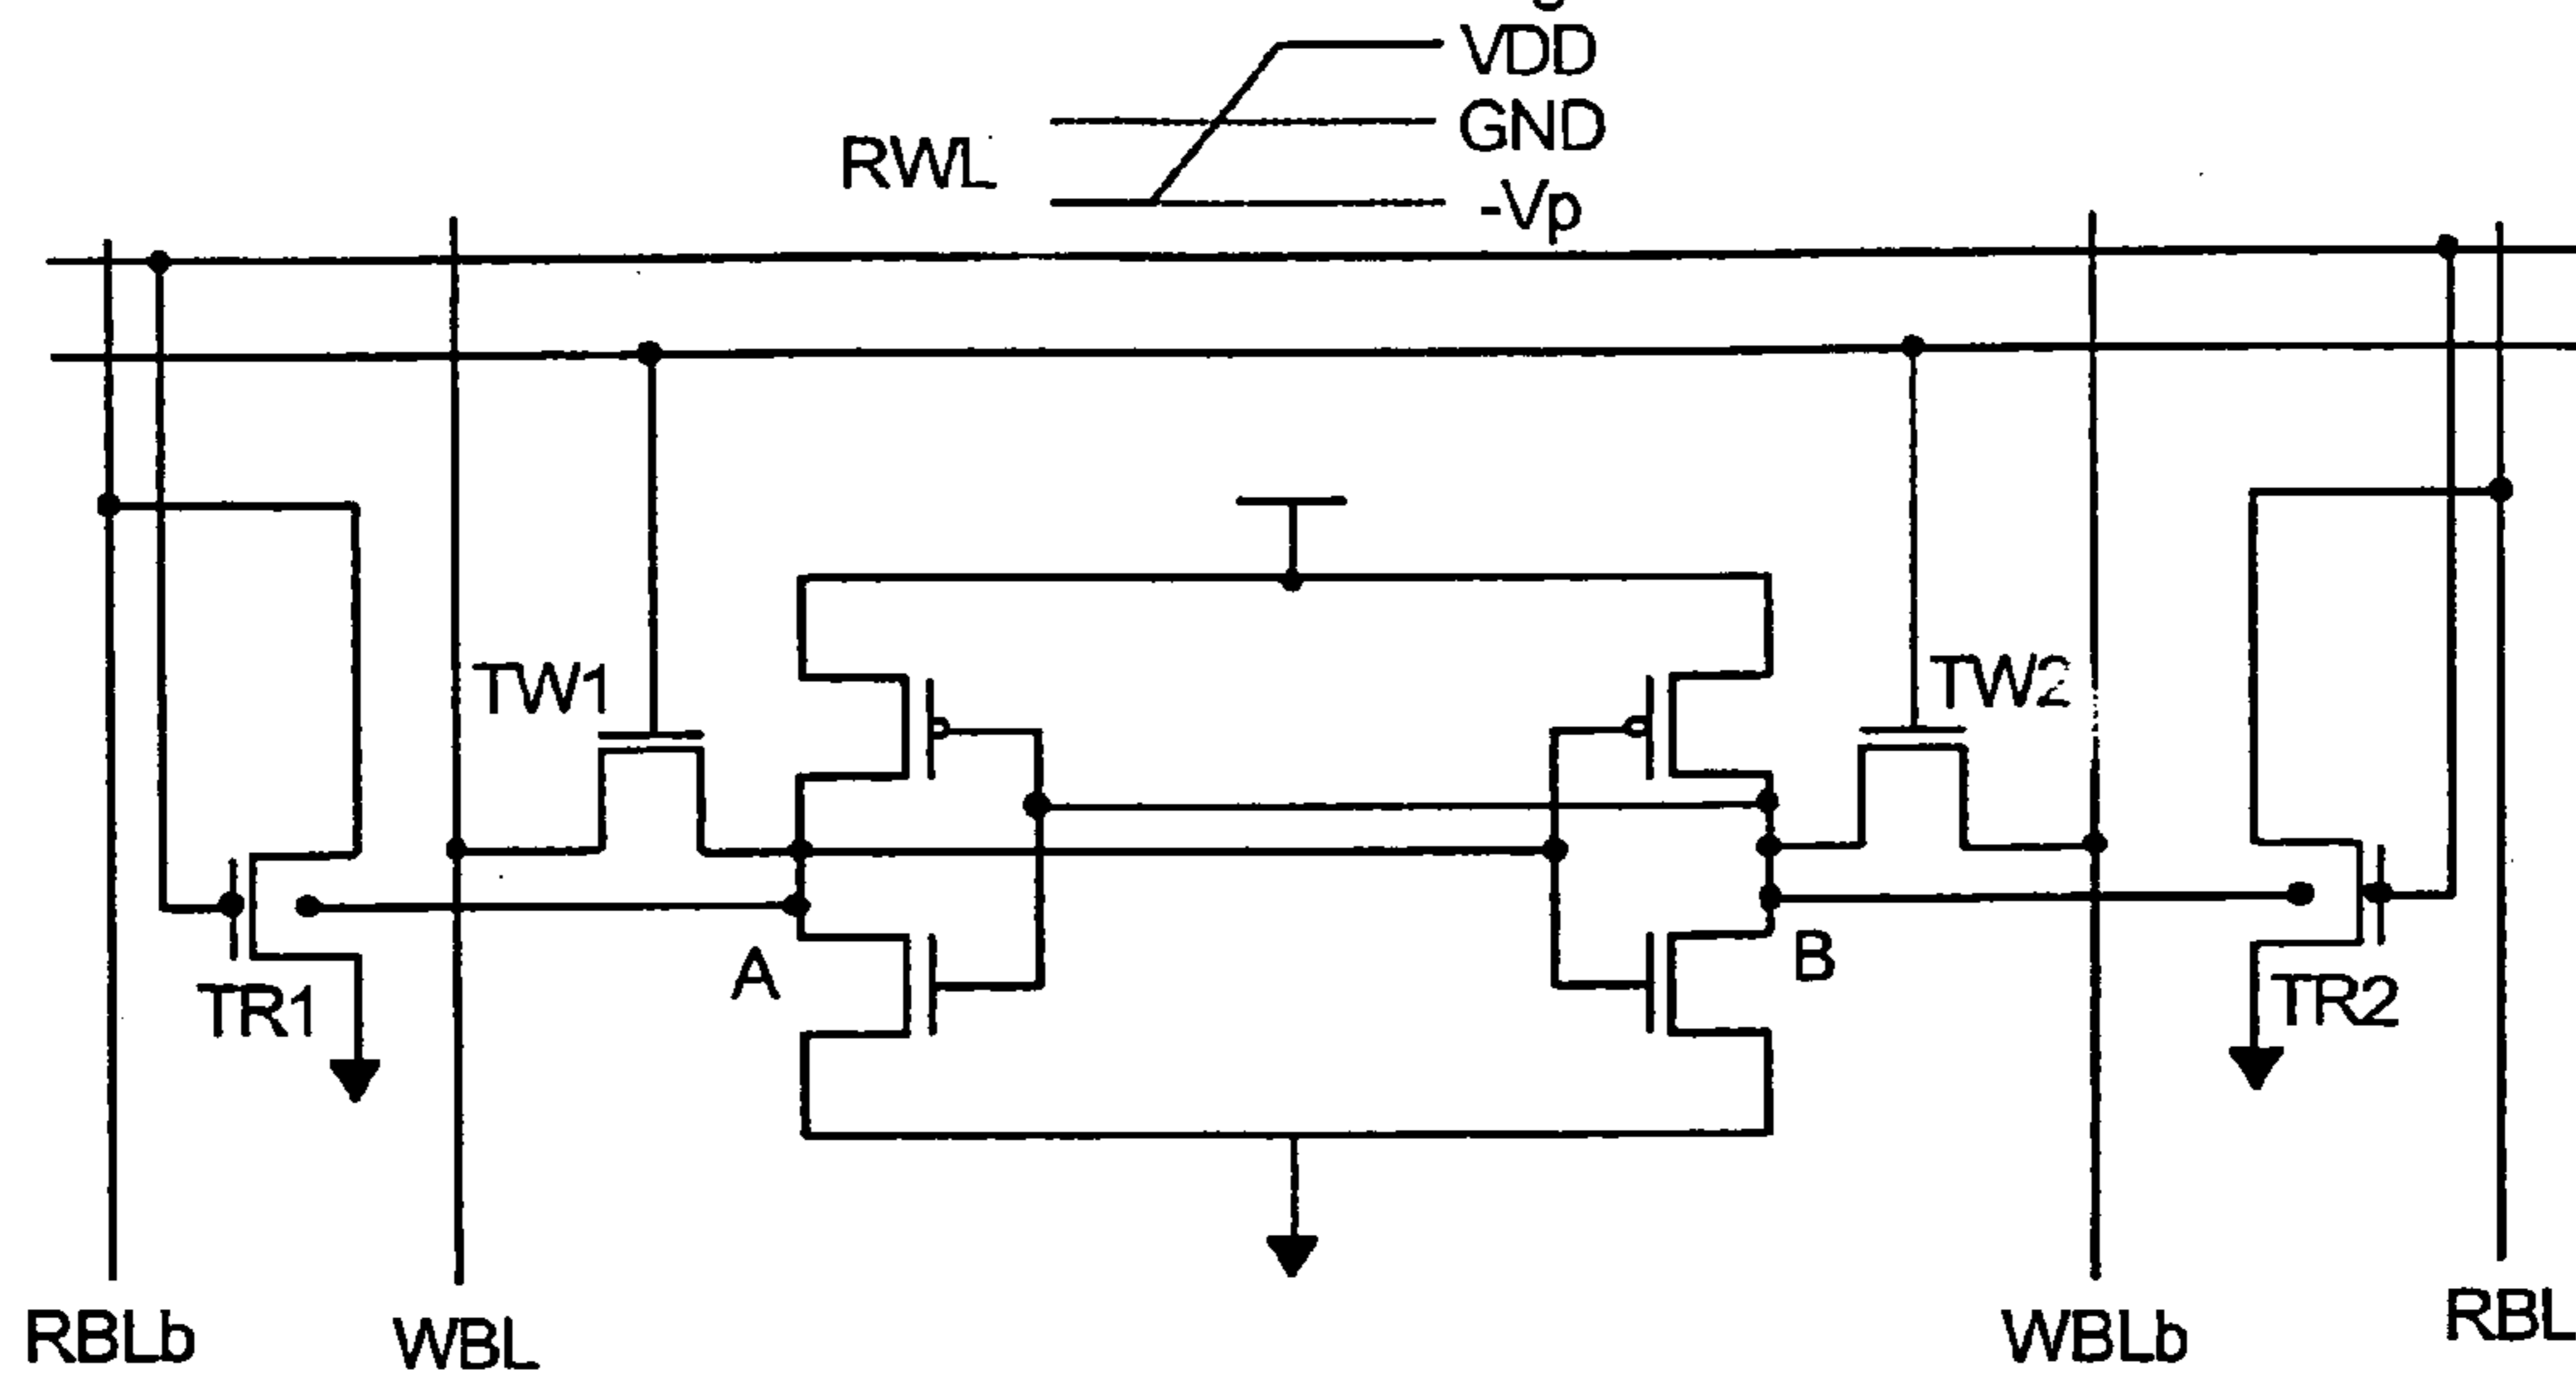 VDD
GND
RWL
-Vp
TW1
TW2
A
B
TR1
TR2
RBLb
WBL
WBLb
RBL